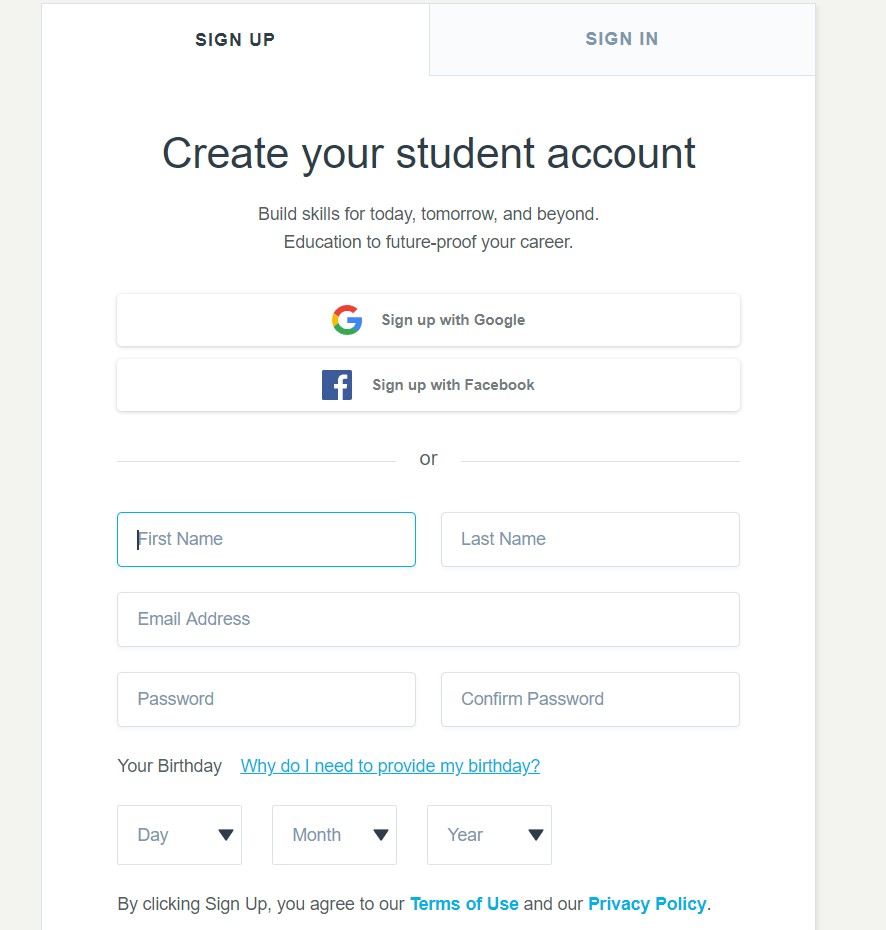 SIGN UP
SIGN IN
Create your student account
Build skills for today, tomorrow, and beyond.
Education to future-proof your career.
Sign up with Google
Sign up with Facebook
or
First Name
Last Name
Email Address
Password
Confirm Password
Your Birthday Why do I need to provide my birthday?
Day
Month
Year
By clicking Sign Up, you agree to our Terms of Use and our Privacy Policy.